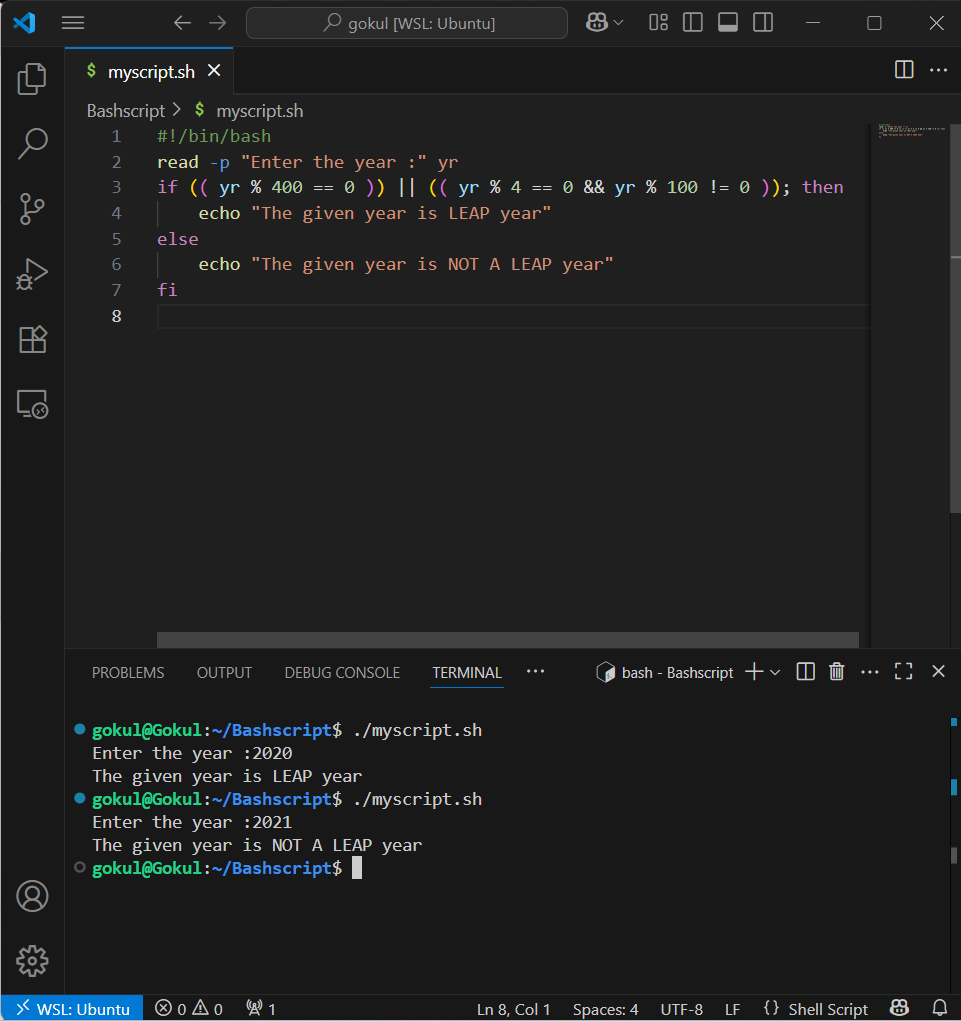 gokul [WSL: Ubuntu]
$ myscript.sh
Bashscript > $ myscript.sh
1 #!/bin/bash
2 read -p "Enter the year :" yr
3 if (( yr % 400 == 0 )) || (( yr % 4 == 0 && yr % 100 != 0 )); then
4     echo "The given year is LEAP year"
5 else
6     echo "The given year is NOT A LEAP year"
7 fi
8
PROBLEMS OUTPUT DEBUG CONSOLE TERMINAL ··· bash - Bashscript
gokul@Gokul:~/Bashscript$ ./myscript.sh
Enter the year :2020
The given year is LEAP year
gokul@Gokul:~/Bashscript$ ./myscript.sh
Enter the year :2021
The given year is NOT A LEAP year
gokul@Gokul:~/Bashscript$
WSL: Ubuntu 0 0 1 Ln 8, Col 1 Spaces: 4 UTF-8 LF {} Shell Script